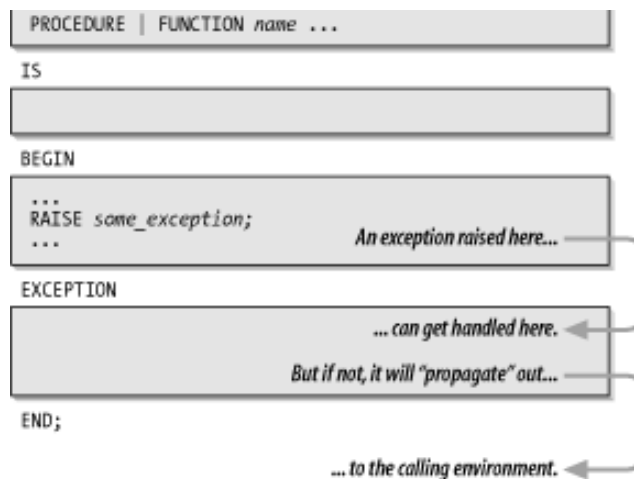 PROCEDURE | FUNCTION name ...
IS
BEGIN
...
RAISE some_exception;
...
An exception raised here...
EXCEPTION
... can get handled here.
But if not, it will “propagate” out...
END;
... to the calling environment.